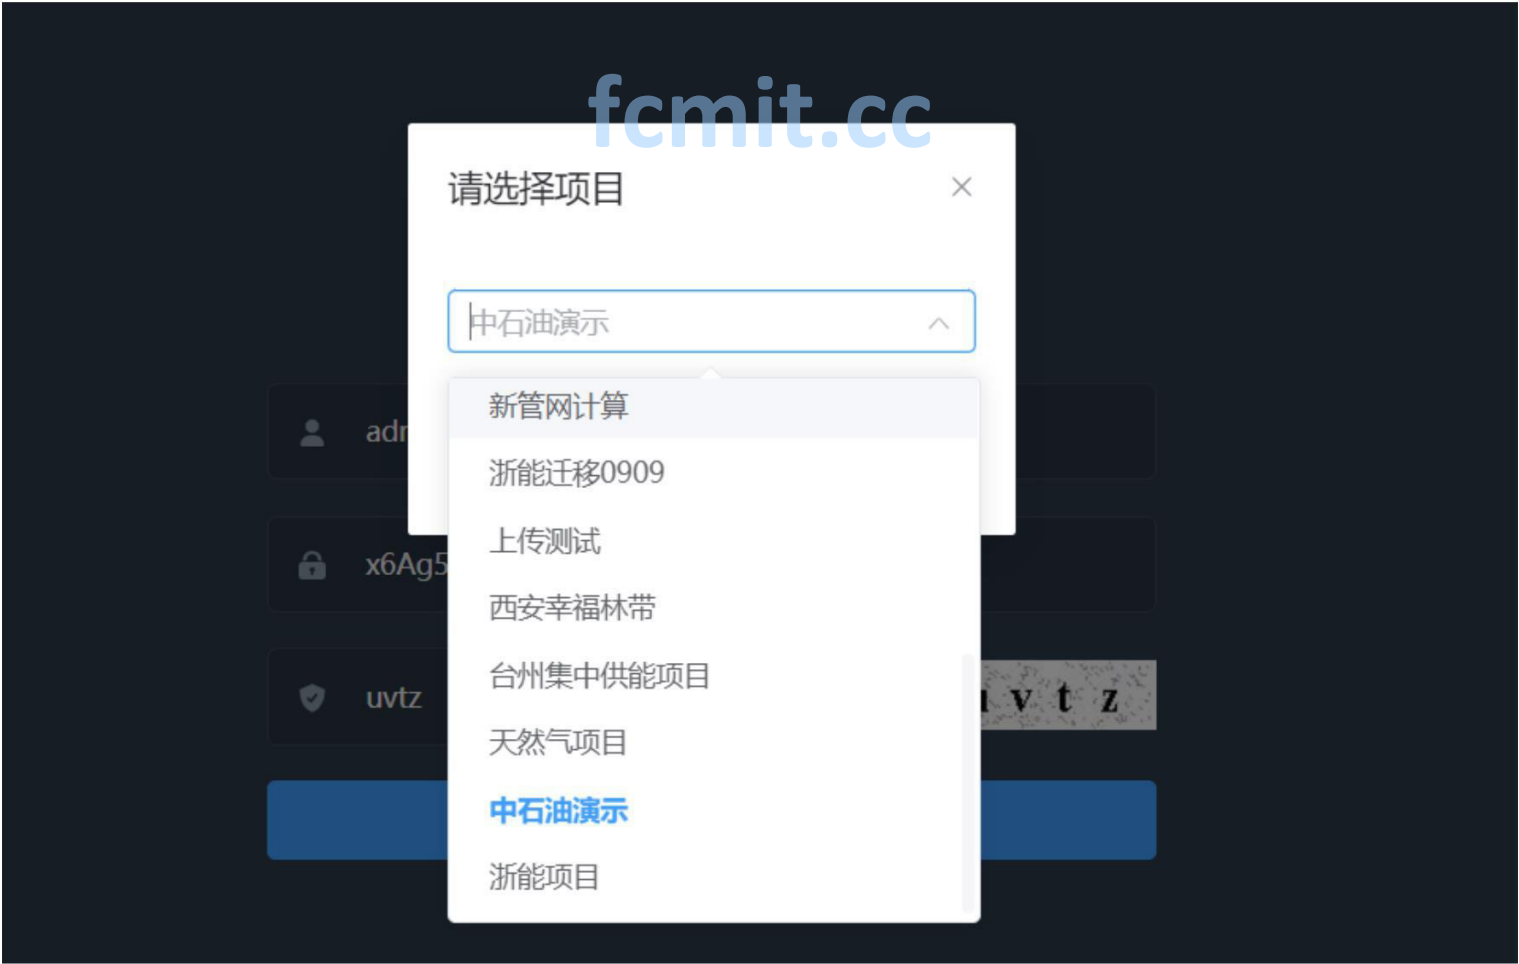 fcmit.cc
请选择项目
中石油演示
新管网计算
浙能迁移0909
上传测试
西安幸福林带
台州集中供能项目
天然气项目
中石油演示
浙能项目
x6Ag5
uvtz
v t z